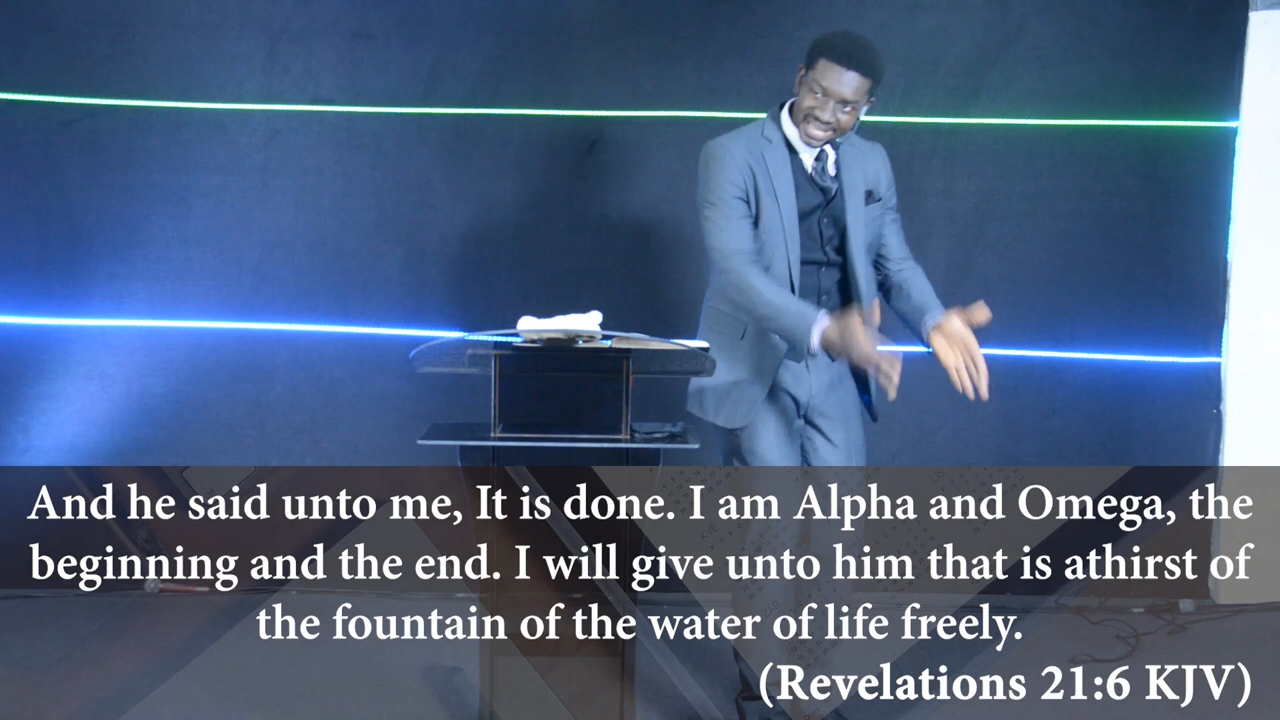 And he said unto me, It is done. I am Alpha and Omega, the
beginning and the end. I will give unto him that is athirst of
the fountain of the water of life freely.
(Revelations 21:6 KJV)